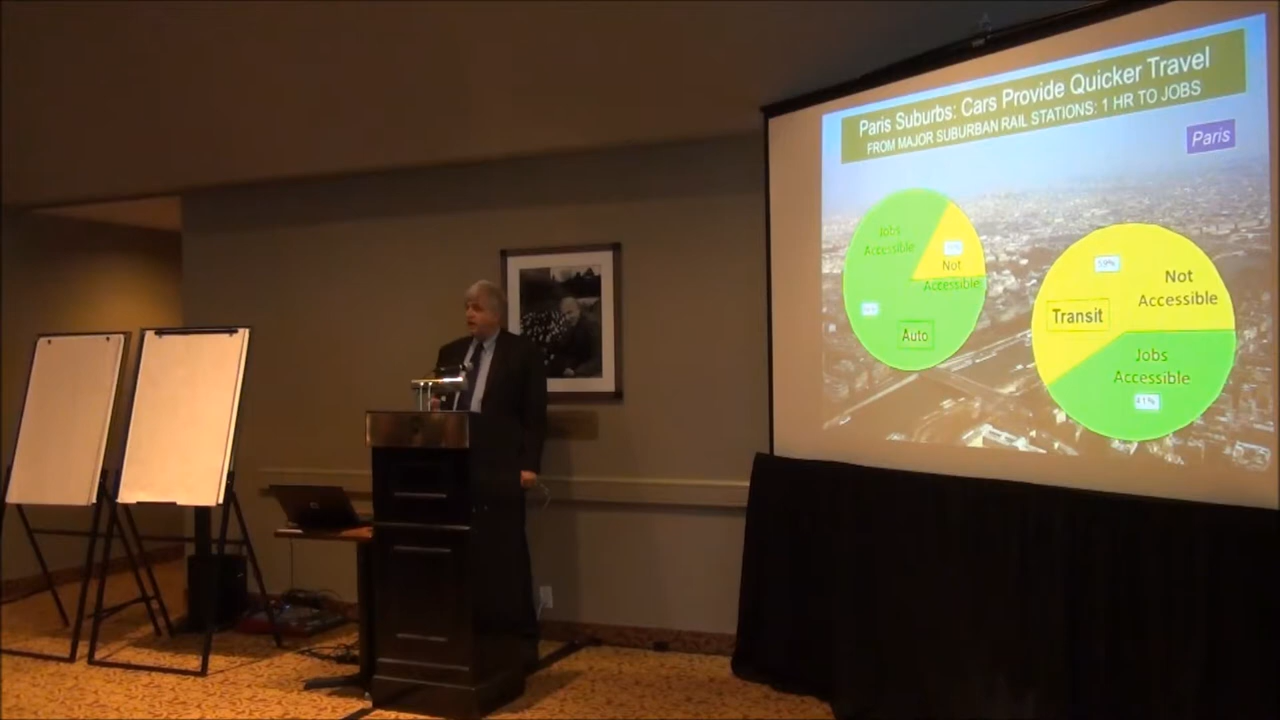 Paris Suburbs: Cars Provide Quicker Travel
FROM MAJOR SUBURBAN RAIL STATIONS: 1 HR TO JOBS
Paris
Jobs
Accessible
Not
Accessible
Auto
59%
Not
Accessible
Transit
Jobs
Accessible
41%